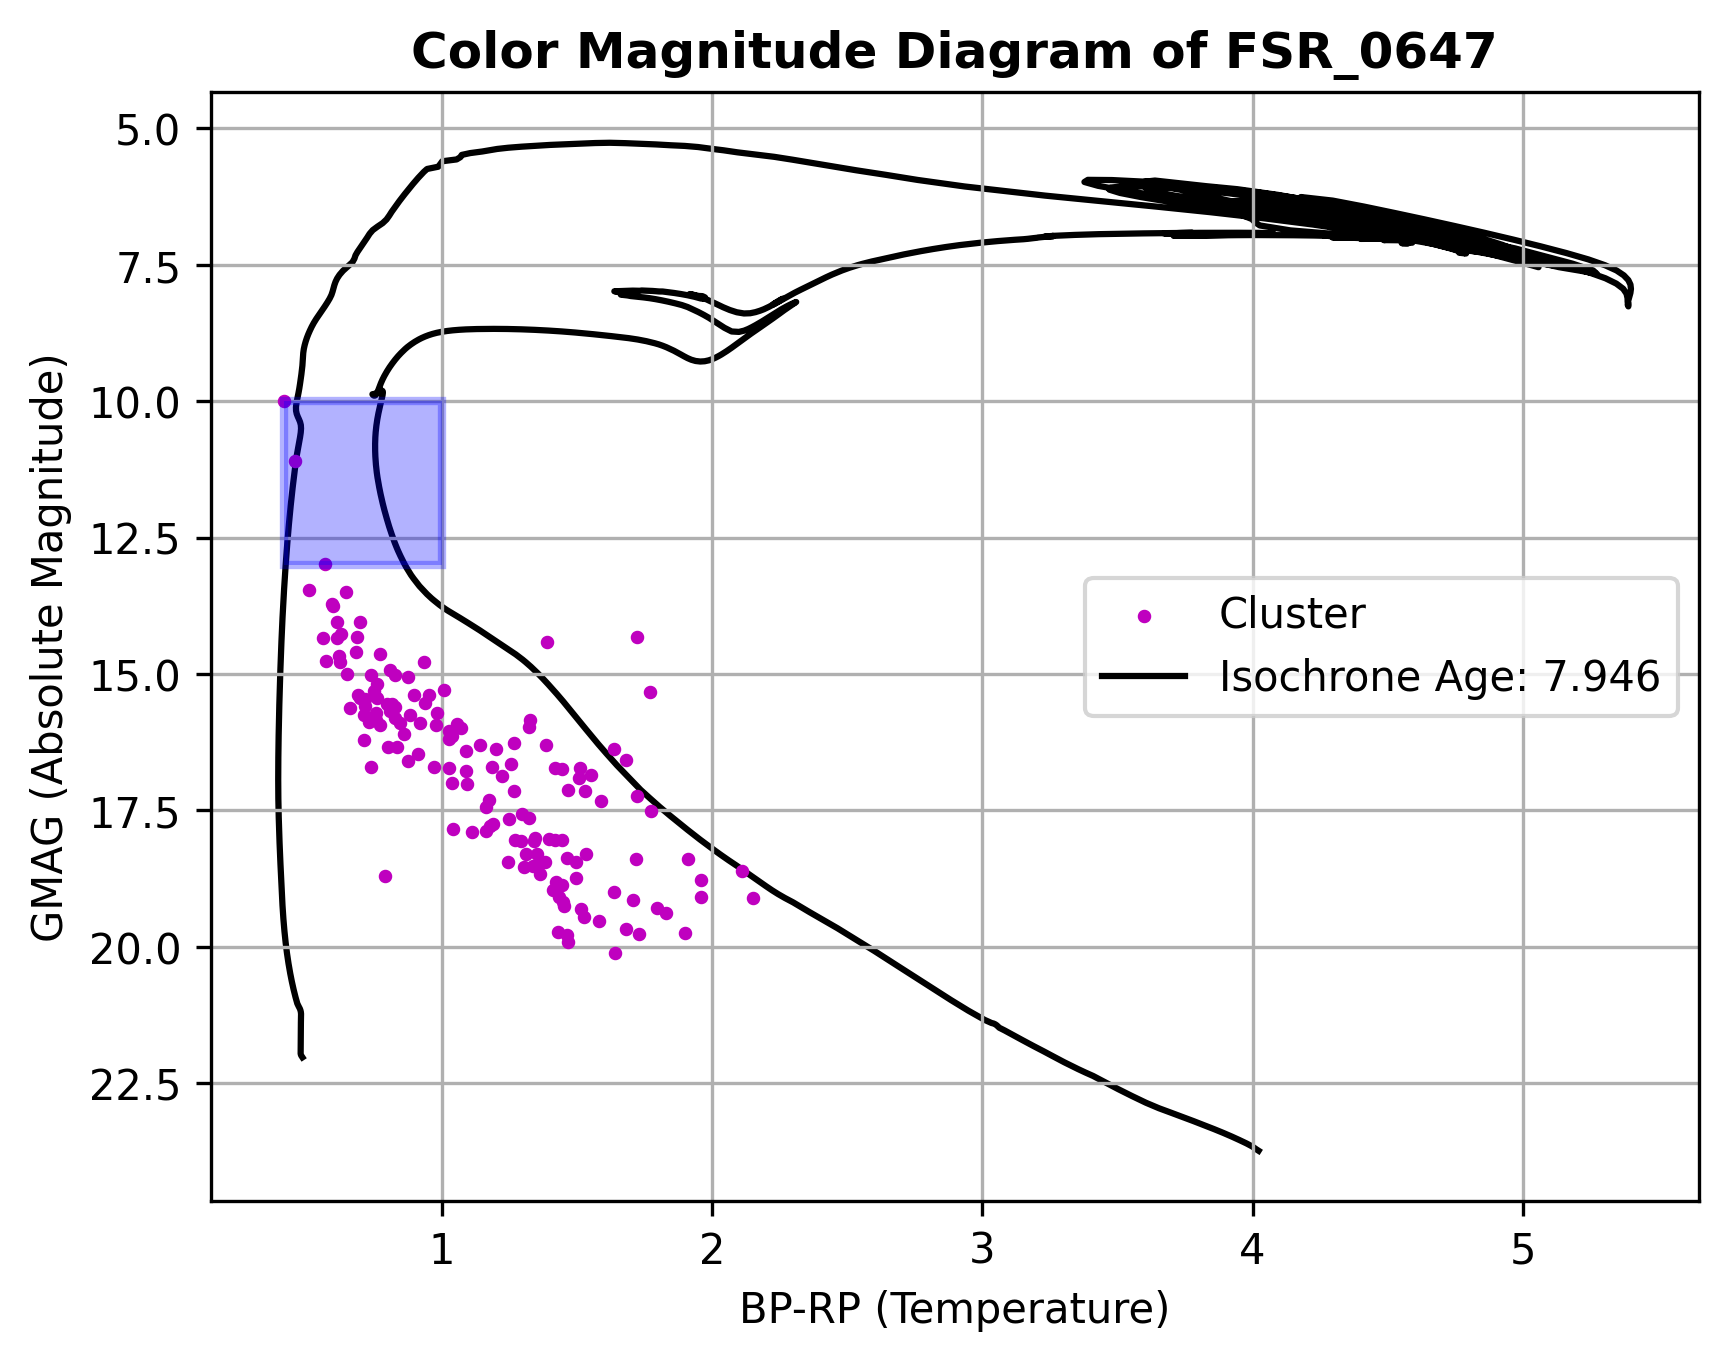 Color Magnitude Diagram of FSR_0647
GMAG (Absolute Magnitude)
5.0
7.5
10.0
12.5
15.0
17.5
20.0
22.5
Cluster
Isochrone Age: 7.946
1 2 3 4 5
BP-RP (Temperature)